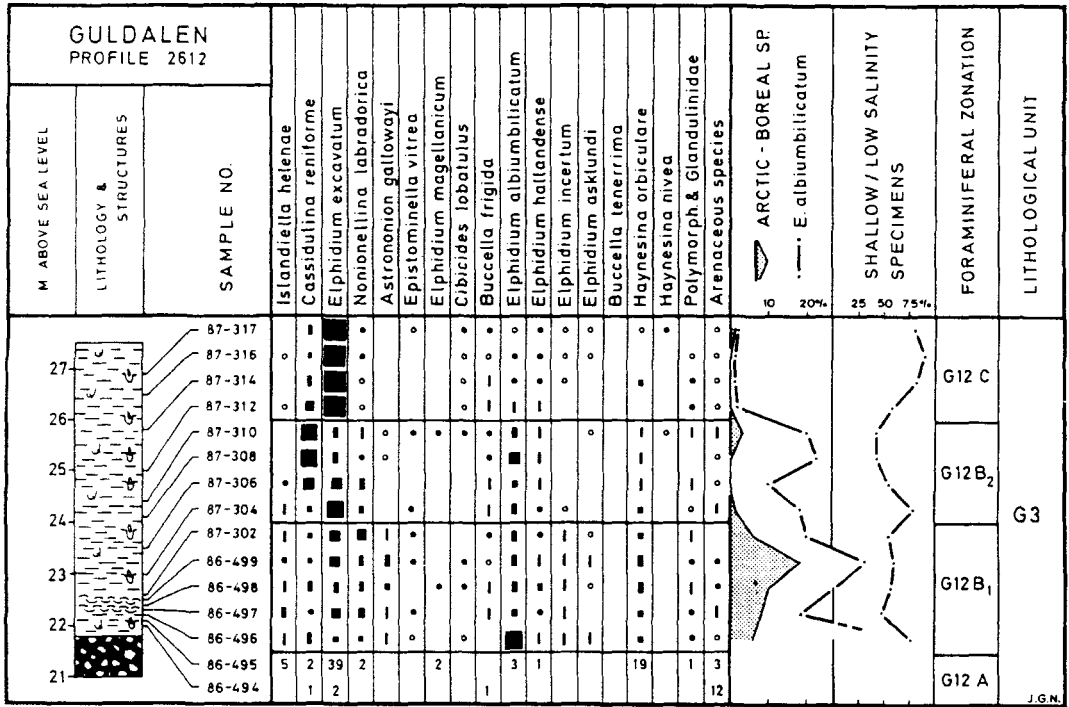 GULDALEN
PROFILE 2612
M ABOVE SEA LEVEL
LITHOLOGY &
STRUCTURES
SAMPLE NO.
Islandiella helenae
Cassidulina reniforme
Elphidium excavatum
Nonionellina labradorica
Astrononion gallowayi
Epistominella vitrea
Elphidium magellanicum
Cibicides lobatulus
Buccella frigida
Elphidium albiumbilicatum
Elphidium hallandense
Elphidium incertum
Elphidium asklundi
Buccella tenerrima
Haynesina orbiculare
Haynesina nivea
Polymorph. & Glandulinidae
Arenaceous species
ARCTIC - BOREAL SP.
E. albiumbilicatum
10 20%
SHALLOW / LOW SALINITY
SPECIMENS
25 50 75%
FORAMINIFERAL ZONATION
LITHOLOGICAL UNIT
27
26
25
24
23
22
21
87-317
87-316
87-314
87-312
87-310
87-308
87-306
87-304
87-302
86-499
86-498
86-497
86-496
86-495 5 2 39 2 2 3 1 19 1 3
86-494 1 2 1 12
G12 C
G12 B2
G12 B1
G12 A
G3
J.G.N.